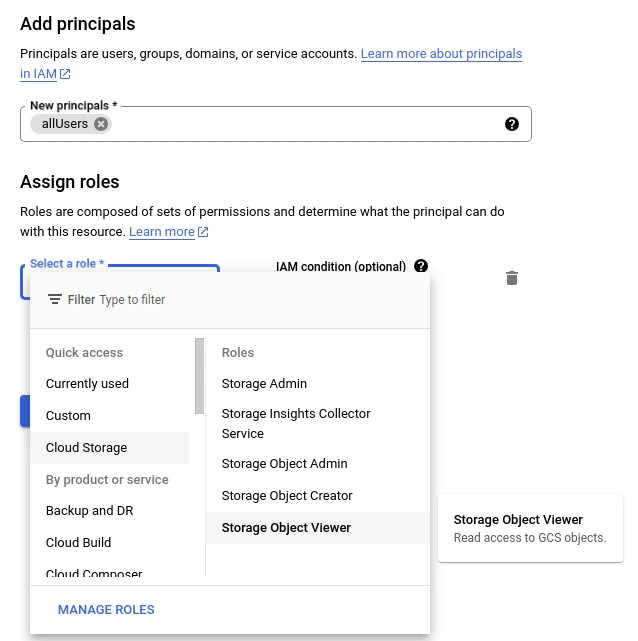 Add principals
Principals are users, groups, domains, or service accounts. Learn more about principals
in IAM
New principals *
allUsers
Assign roles
Roles are composed of sets of permissions and determine what the principal can do
with this resource. Learn more
Select a role *
IAM condition (optional)
Filter Type to filter
Quick access
Currently used
Custom
Cloud Storage
By product or service
Backup and DR
Cloud Build
Cloud Composer
Roles
Storage Admin
Storage Insights Collector
Service
Storage Object Admin
Storage Object Creator
Storage Object Viewer
Storage Object Viewer
Read access to GCS objects.
MANAGE ROLES